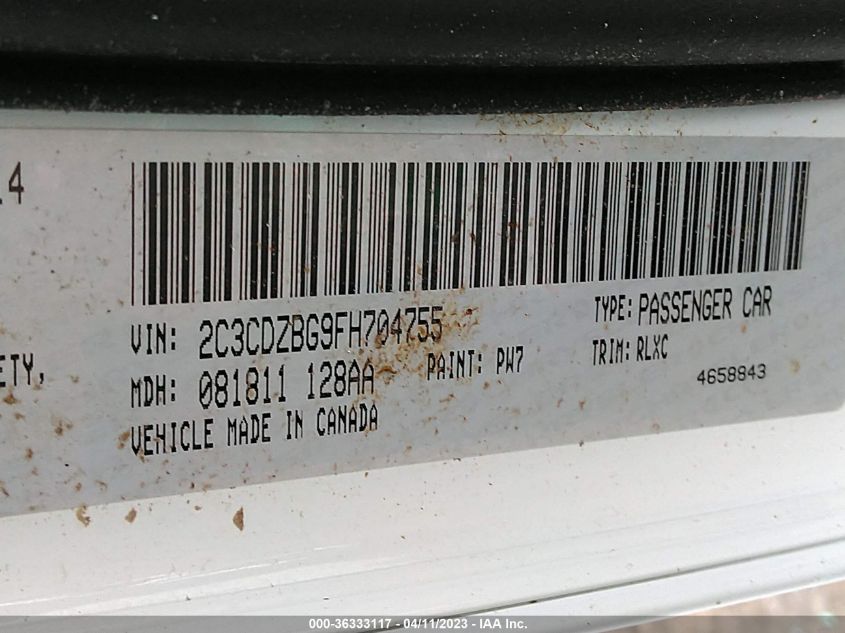 14
VIN: 2C3CDZBG9FH704755
TYPE: PASSENGER CAR
ETY,
MDH: 081811 128AA
PAINT: PW7
TRIM: RLXC
4658843
VEHICLE MADE IN CANADA
000-36333117 - 04/11/2023 - IAA Inc.